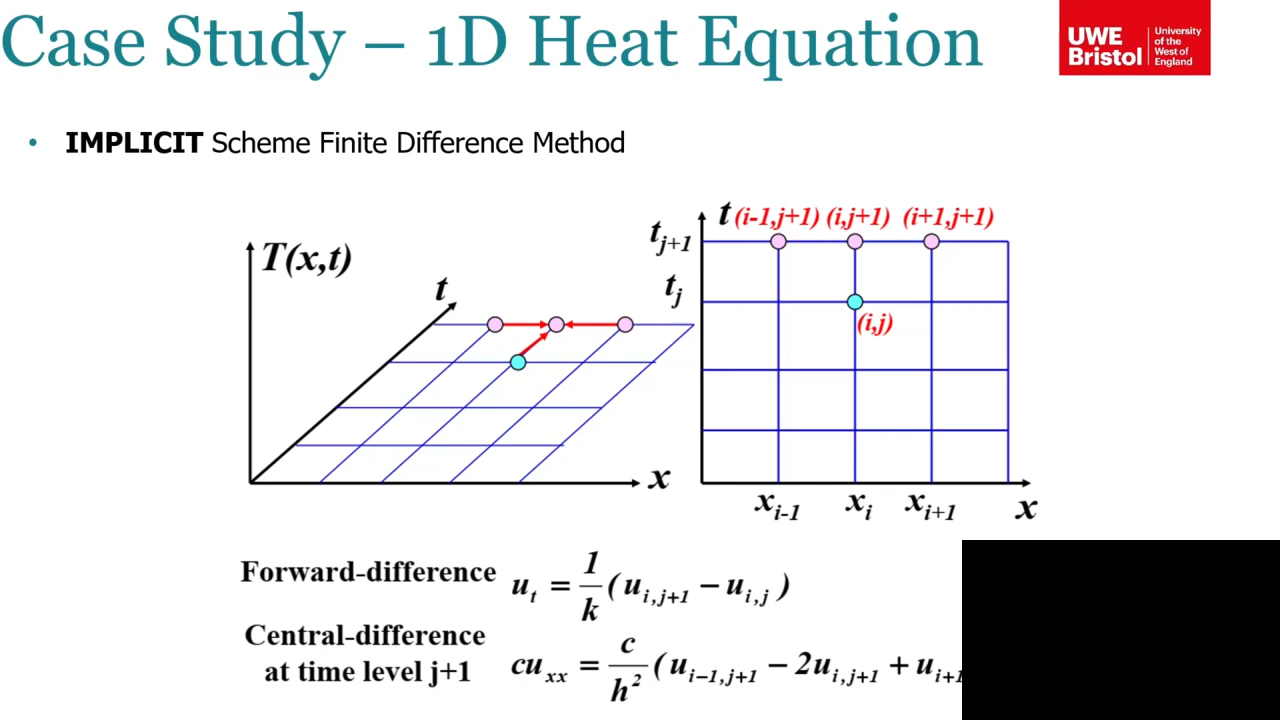 Case Study – 1D Heat Equation
UWE Bristol | University of the West of England
• IMPLICIT Scheme Finite Difference Method
T(x,t)
t
x
t
(i-1,j+1) (i,j+1) (i+1,j+1)
t_{j+1}
t_j
(i,j)
x_{i-1} x_i x_{i+1} x
Forward-difference u_t = 1/k (u_{i,j+1} − u_{i,j})
Central-difference
at time level j+1 cu_{xx} = c/h² (u_{i−1,j+1} − 2u_{i,j+1} + u_{i+1